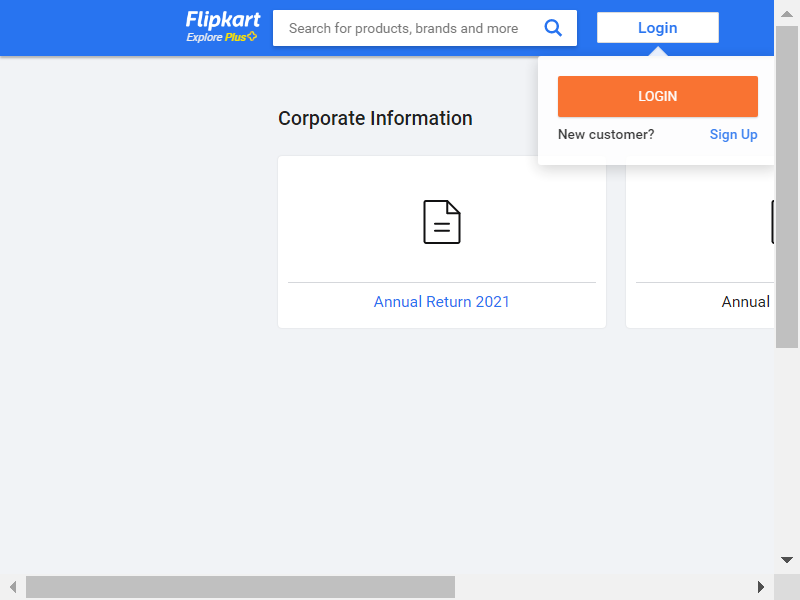 Flipkart
Explore Plus
Search for products, brands and more
Login
LOGIN
New customer?
Sign Up
Corporate Information
Annual Return 2021
Annual